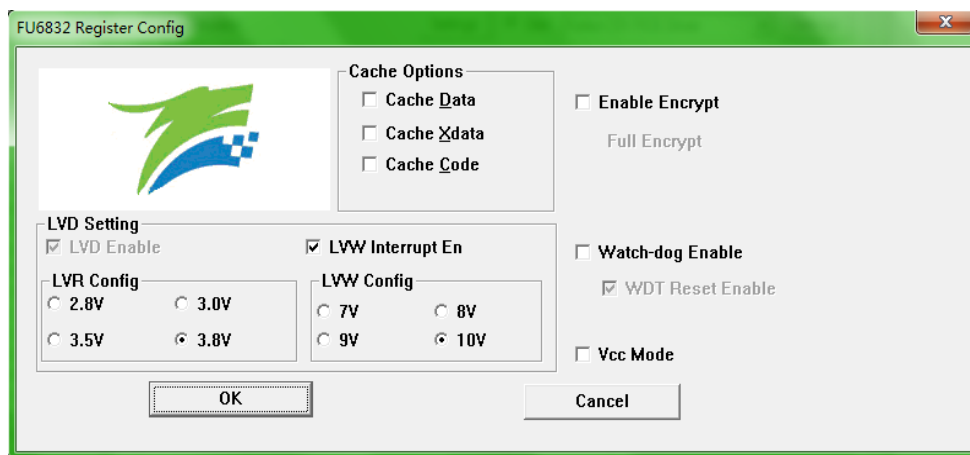 FU6832 Register Config
x
Cache Options
Cache Data
Cache Xdata
Cache Code
Enable Encrypt
Full Encrypt
LVD Setting
LVD Enable
LVW Interrupt En
LVR Config
2.8V 3.0V
3.5V 3.8V
LVW Config
7V 8V
9V 10V
Watch-dog Enable
WDT Reset Enable
Vcc Mode
OK
Cancel